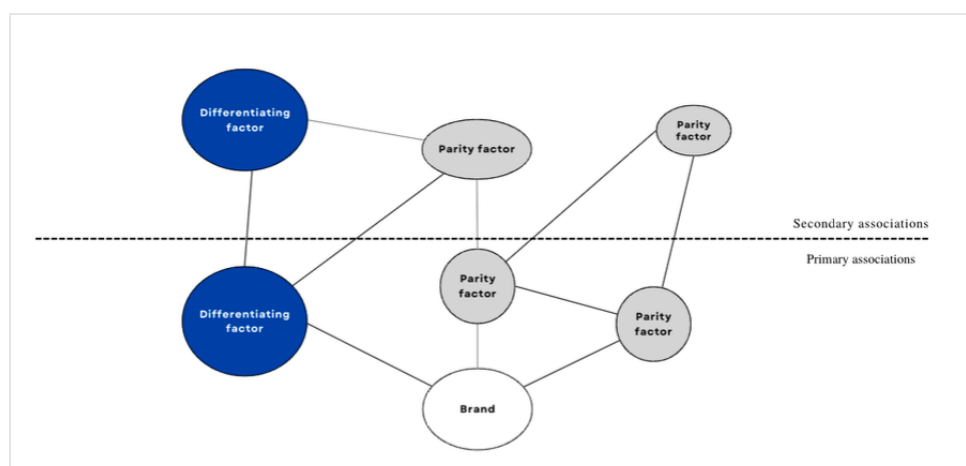 Differentiating
factor
Parity factor
Parity
factor
Secondary associations
Primary associations
Differentiating
factor
Parity
factor
Parity
factor
Brand